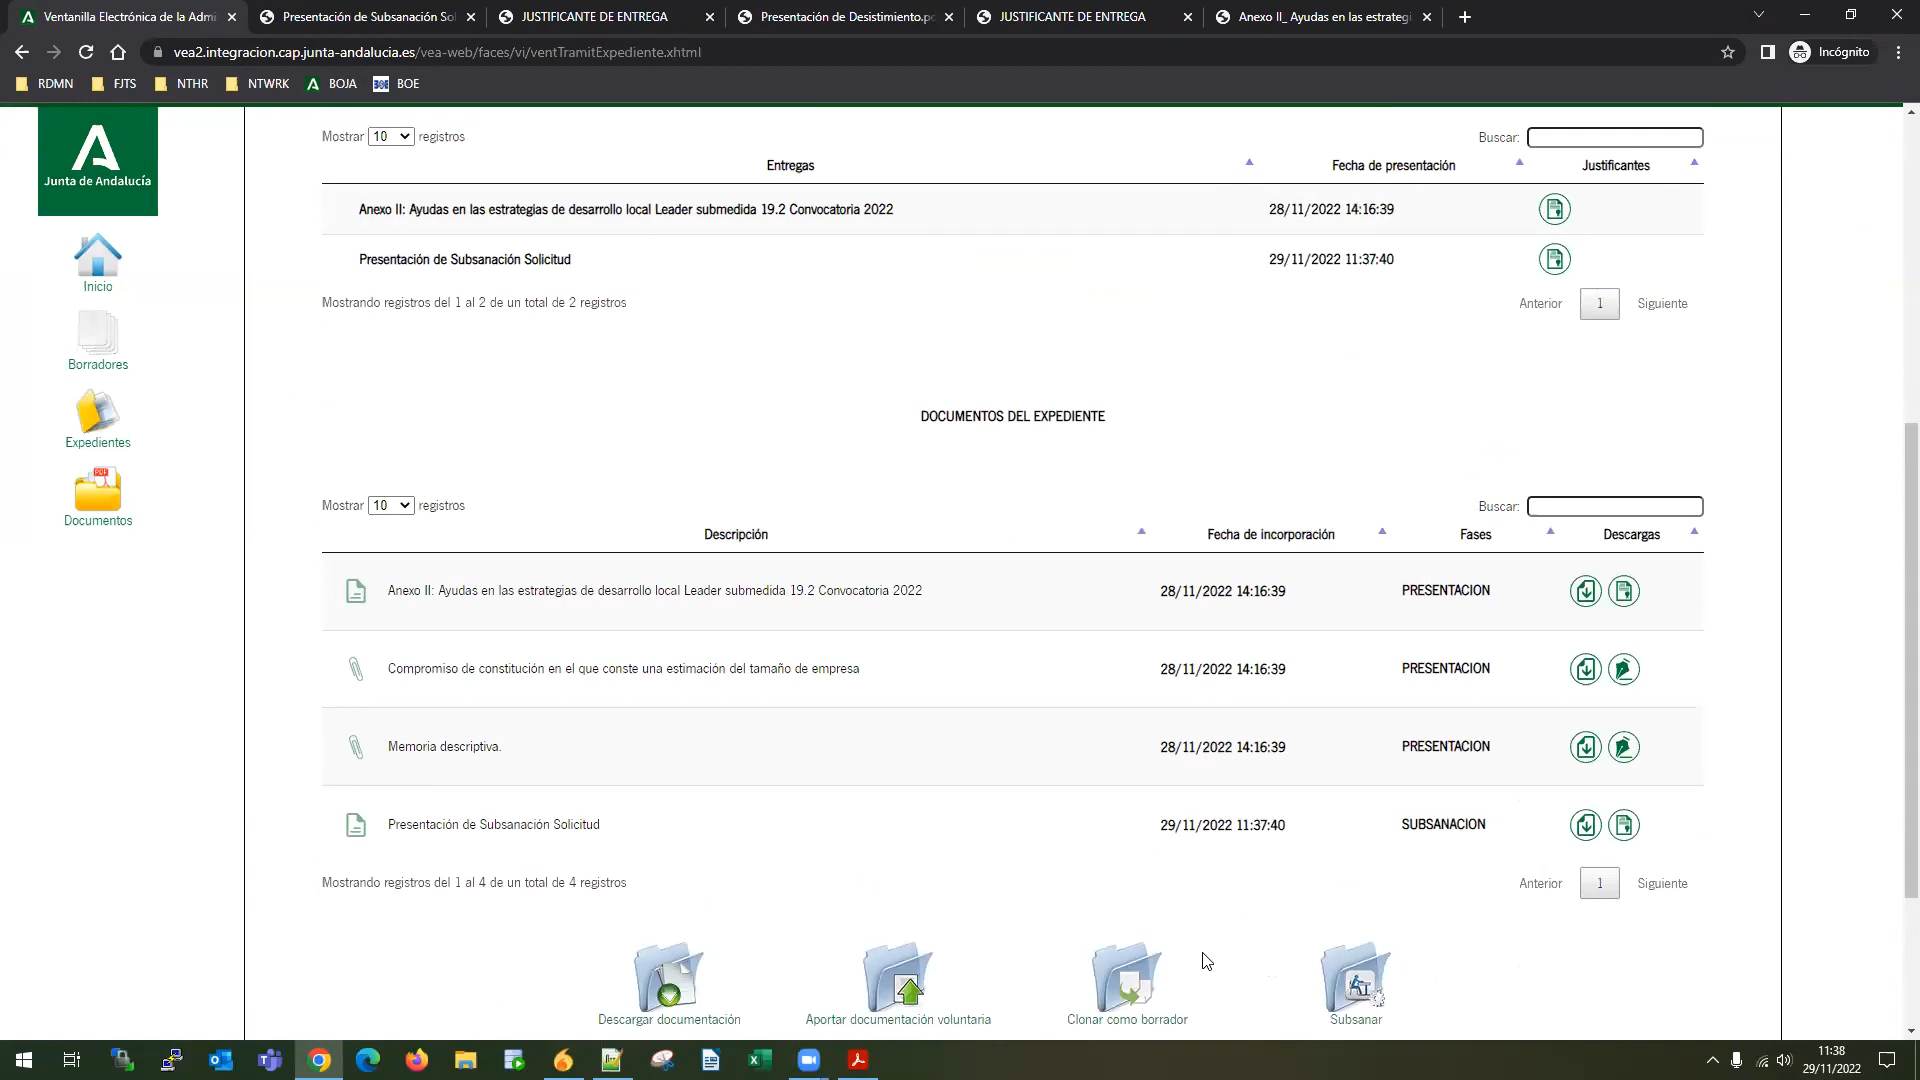 Ventanilla Electrónica de la Admi
Presentación de Subsanación So
JUSTIFICANTE DE ENTREGA
Presentación de Desistimiento.p
JUSTIFICANTE DE ENTREGA
Anexo II_ Ayudas en las estrateg
vea2.integracion.cap.junta-andalucia.es/vea-web/faces/vi/ventTramitExpediente.xhtml
Incógnito
RDMN
FJTS
NTHR
NTWRK
BOJA
BOE
Junta de Andalucía
Inicio
Borradores
Expedientes
PDF
Documentos
Mostrar 10 registros
Buscar:
Entregas Fecha de presentación Justificantes
Anexo II: Ayudas en las estrategias de desarrollo local Leader submedida 19.2 Convocatoria 2022 28/11/2022 14:16:39
Presentación de Subsanación Solicitud 29/11/2022 11:37:40
Mostrando registros del 1 al 2 de un total de 2 registros
Anterior 1 Siguiente
DOCUMENTOS DEL EXPEDIENTE
Mostrar 10 registros
Buscar:
Descripción Fecha de incorporación Fases Descargas
Anexo II: Ayudas en las estrategias de desarrollo local Leader submedida 19.2 Convocatoria 2022 28/11/2022 14:16:39 PRESENTACION
Compromiso de constitución en el que conste una estimación del tamaño de empresa 28/11/2022 14:16:39 PRESENTACION
Memoria descriptiva. 28/11/2022 14:16:39 PRESENTACION
Presentación de Subsanación Solicitud 29/11/2022 11:37:40 SUBSANACION
Mostrando registros del 1 al 4 de un total de 4 registros
Anterior 1 Siguiente
Descargar documentación
Aportar documentación voluntaria
Clonar como borrador
Subsanar
11:38
29/11/2022